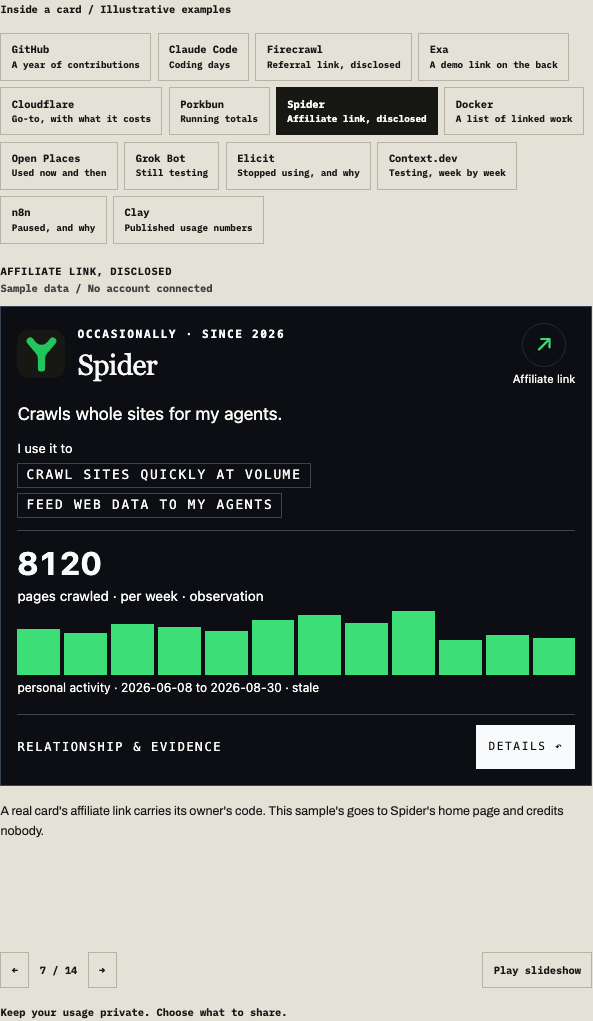 Inside a card / Illustrative examples
GitHub
A year of contributions
Claude Code
Coding days
Firecrawl
Referral link, disclosed
Exa
A demo link on the back
Cloudflare
Go-to, with what it costs
Porkbun
Running totals
Spider
Affiliate link, disclosed
Docker
A list of linked work
Open Places
Used now and then
Grok Bot
Still testing
Elicit
Stopped using, and why
Context.dev
Testing, week by week
n8n
Paused, and why
Clay
Published usage numbers
AFFILIATE LINK, DISCLOSED
Sample data / No account connected
OCCASIONALLY · SINCE 2026
Spider
Affiliate link
Crawls whole sites for my agents.
I use it to
CRAWL SITES QUICKLY AT VOLUME
FEED WEB DATA TO MY AGENTS
8120
pages crawled · per week · observation
personal activity · 2026-06-08 to 2026-08-30 · stale
RELATIONSHIP & EVIDENCE
DETAILS ↶
A real card's affiliate link carries its owner's code. This sample's goes to Spider's home page and credits
nobody.
← 7 / 14 →
Play slideshow
Keep your usage private. Choose what to share.